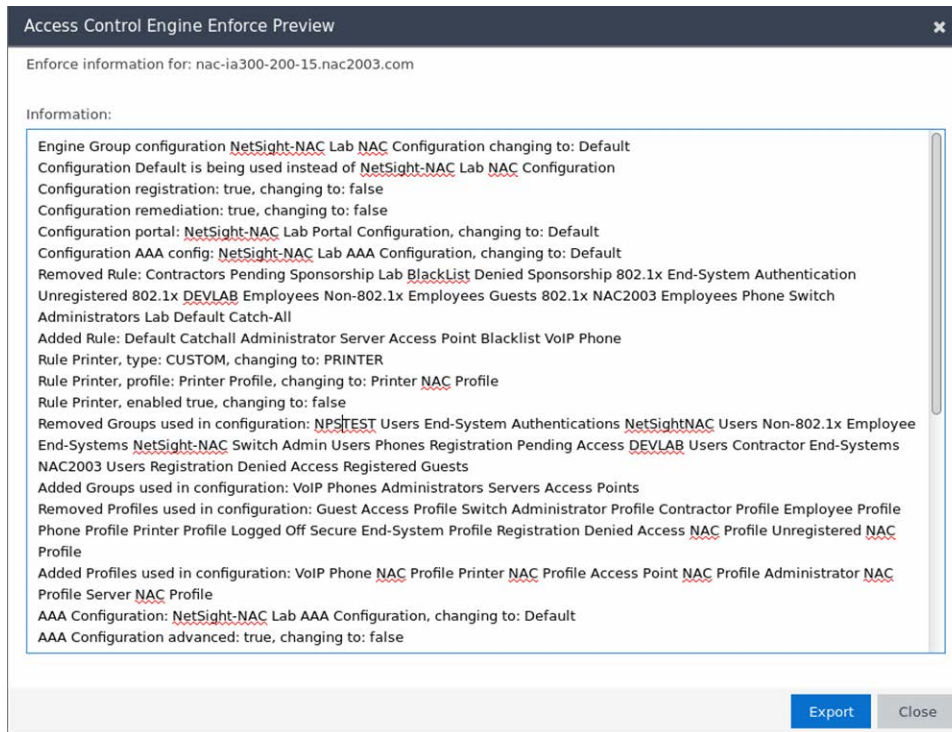 Access Control Engine Enforce Preview
Enforce information for: nac-ia300-200-15.nac2003.com
Information:
Engine Group configuration NetSight-NAC Lab NAC Configuration changing to: Default
Configuration Default is being used instead of NetSight-NAC Lab NAC Configuration
Configuration registration: true, changing to: false
Configuration remediation: true, changing to: false
Configuration portal: NetSight-NAC Lab Portal Configuration, changing to: Default
Configuration AAA config: NetSight-NAC Lab AAA Configuration, changing to: Default
Removed Rule: Contractors Pending Sponsorship Lab BlackList Denied Sponsorship 802.1x End-System Authentication
Unregistered 802.1x DEVLAB Employees Non-802.1x Employees Guests 802.1x NAC2003 Employees Phone Switch
Administrators Lab Default Catch-All
Added Rule: Default Catchall Administrator Server Access Point Blacklist VoIP Phone
Rule Printer, type: CUSTOM, changing to: PRINTER
Rule Printer, profile: Printer Profile, changing to: Printer NAC Profile
Rule Printer, enabled true, changing to: false
Removed Groups used in configuration: NPSTEST Users End-System Authentications NetSightNAC Users Non-802.1x Employee
End-Systems NetSight-NAC Switch Admin Users Phones Registration Pending Access DEVLAB Users Contractor End-Systems
NAC2003 Users Registration Denied Access Registered Guests
Added Groups used in configuration: VoIP Phones Administrators Servers Access Points
Removed Profiles used in configuration: Guest Access Profile Switch Administrator Profile Contractor Profile Employee Profile
Phone Profile Printer Profile Logged Off Secure End-System Profile Registration Denied Access NAC Profile Unregistered NAC
Profile
Added Profiles used in configuration: VoIP Phone NAC Profile Printer NAC Profile Access Point NAC Profile Administrator NAC
Profile Server NAC Profile
AAA Configuration: NetSight-NAC Lab AAA Configuration, changing to: Default
AAA Configuration advanced: true, changing to: false
Export Close